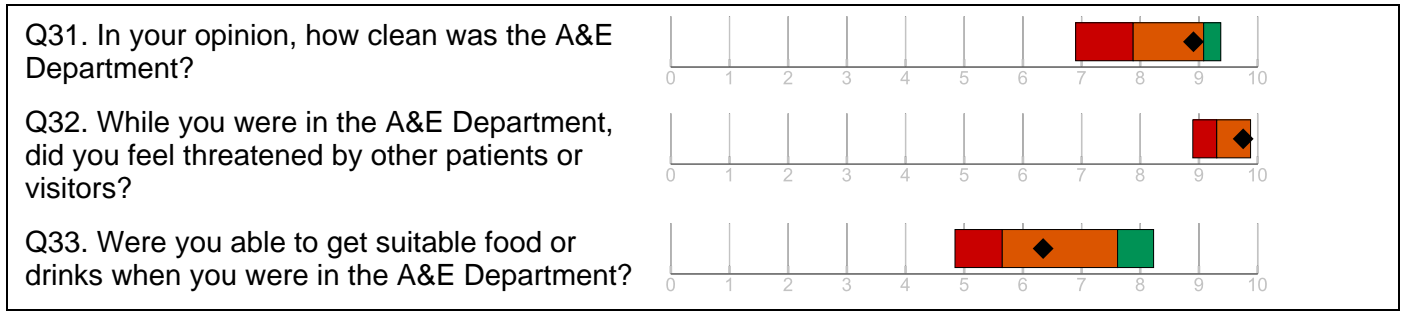 Q31. In your opinion, how clean was the A&E
Department?
0 1 2 3 4 5 6 7 8 9 10
Q32. While you were in the A&E Department,
did you feel threatened by other patients or
visitors?
0 1 2 3 4 5 6 7 8 9 10
Q33. Were you able to get suitable food or
drinks when you were in the A&E Department?
0 1 2 3 4 5 6 7 8 9 10